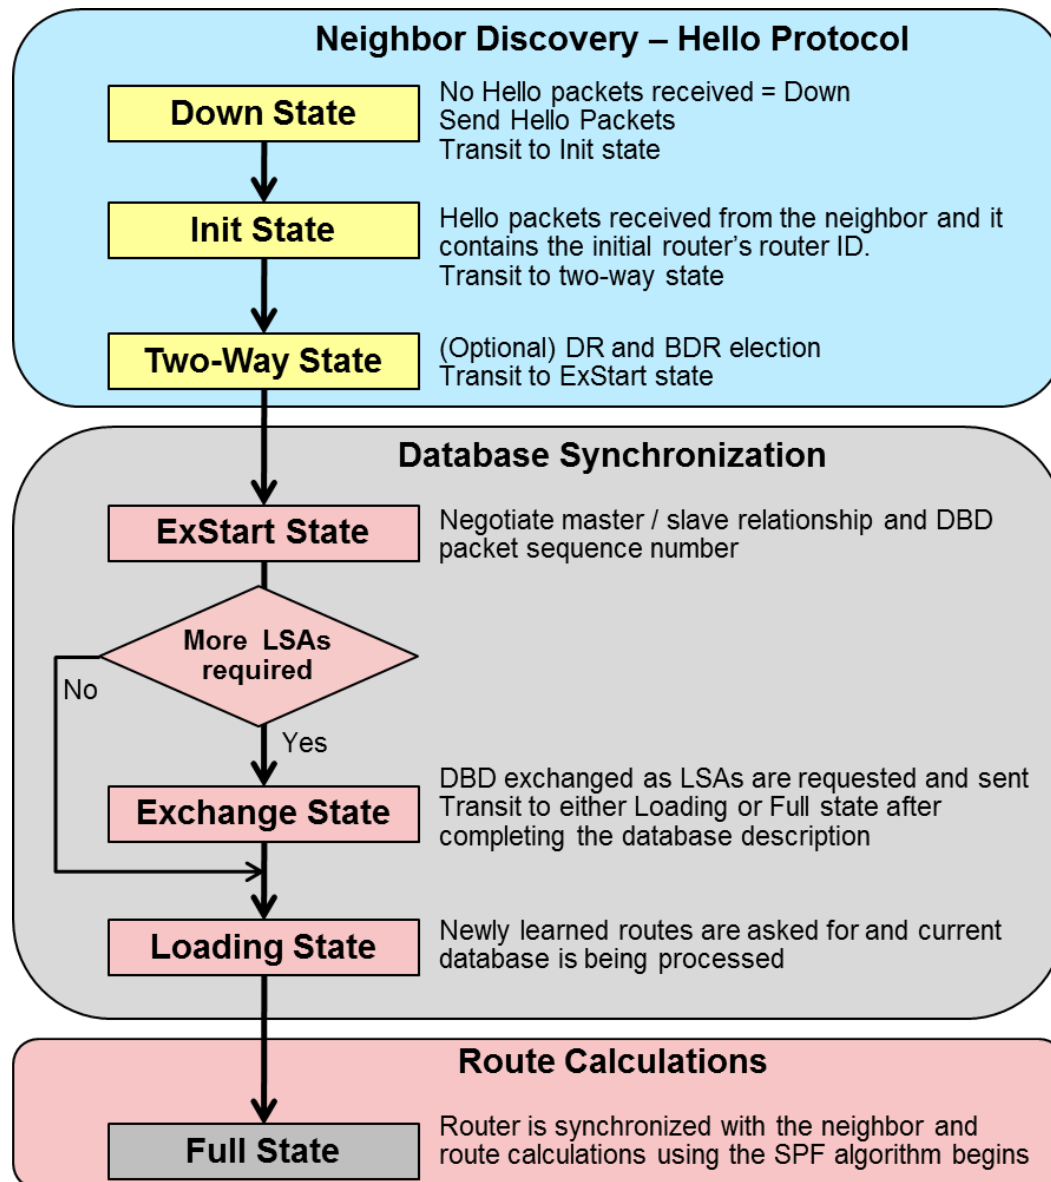 Neighbor Discovery – Hello Protocol
Down State
No Hello packets received = Down
Send Hello Packets
Transit to Init state
Init State
Hello packets received from the neighbor and it
contains the initial router’s router ID.
Transit to two-way state
Two-Way State
(Optional) DR and BDR election
Transit to ExStart state
Database Synchronization
ExStart State
Negotiate master / slave relationship and DBD
packet sequence number
More LSAs
required
No
Yes
Exchange State
DBD exchanged as LSAs are requested and sent
Transit to either Loading or Full state after
completing the database description
Loading State
Newly learned routes are asked for and current
database is being processed
Route Calculations
Full State
Router is synchronized with the neighbor and
route calculations using the SPF algorithm begins